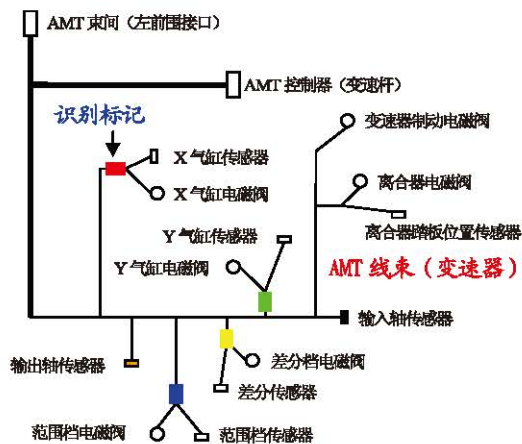 AMT 束间（左前围接口）
AMT 控制器（变速杆）
识别标记
变速器制动电磁阀
X 气缸传感器
X 气缸电磁阀
离合器电磁阀
Y 气缸传感器
离合器踏板位置传感器
Y 气缸电磁阀
AMT 线束（变速器）
输入轴传感器
输出轴传感器
差分档电磁阀
差分传感器
范围档电磁阀
范围档传感器